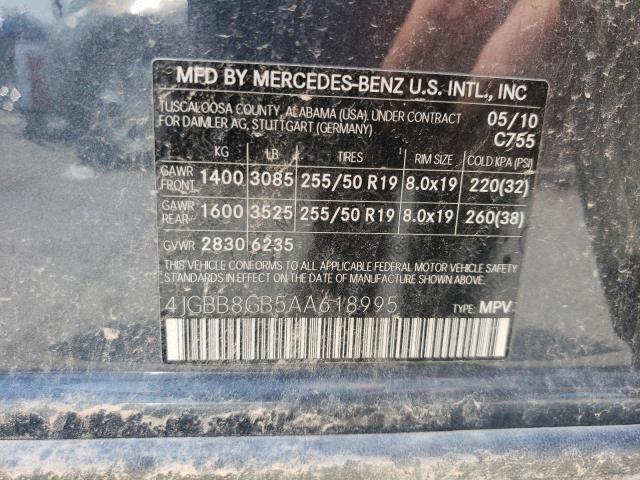 MFD BY MERCEDES-BENZ U.S. INTL., INC
TUSCALOOSA COUNTY, ALABAMA (USA), UNDER CONTRACT 05/10
FOR DAIMLER AG, STUTTGART (GERMANY) C755
KG LB TIRES RIM SIZE COLD KPA (PSI)
GAWR FRONT 1400 3085 255/50 R19 8.0x19 220(32)
GAWR REAR 1600 3525 255/50 R19 8.0x19 260(38)
GVWR 2830 6235
THIS VEHICLE CONFORMS TO ALL APPLICABLE FEDERAL MOTOR VEHICLE SAFETY
STANDARDS IN EFFECT ON THE DATE OF MANUFACTURE SHOWN ABOVE.
4JGBB8GB5AA618995 TYPE: MPV